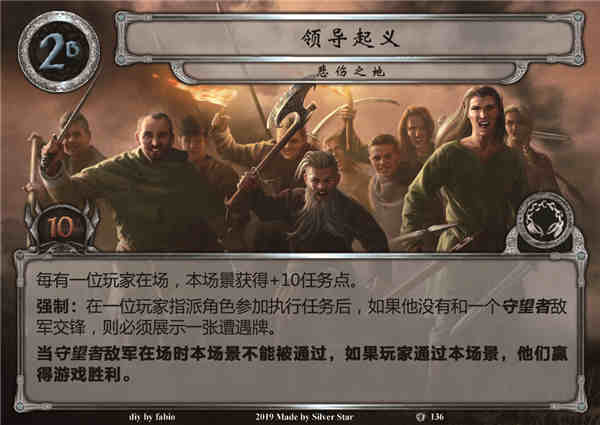 2B
领导起义
悲伤之地
10
每有一位玩家在场，本场景获得+10任务点。
强制：在一位玩家指派角色参加执行任务后，如果他没有和一个守望者敌
军交锋，则必须展示一张遭遇牌。
当守望者敌军在场时本场景不能被通过，如果玩家通过本场景，他们赢
得游戏胜利。
diy by fabio 2019 Made by Silver Star 136